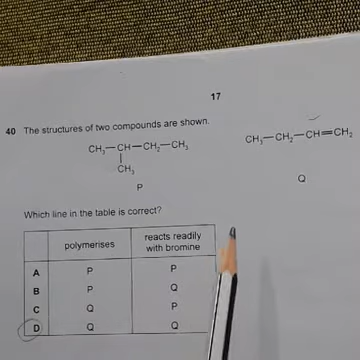 17
40 The structures of two compounds are shown.
CH₃—CH—CH₂—CH₃
CH₃
P
CH₃—CH₂—CH=CH₂
Q
Which line in the table is correct?
polymerises reacts readily with bromine
A P P
B P Q
C Q P
D Q Q